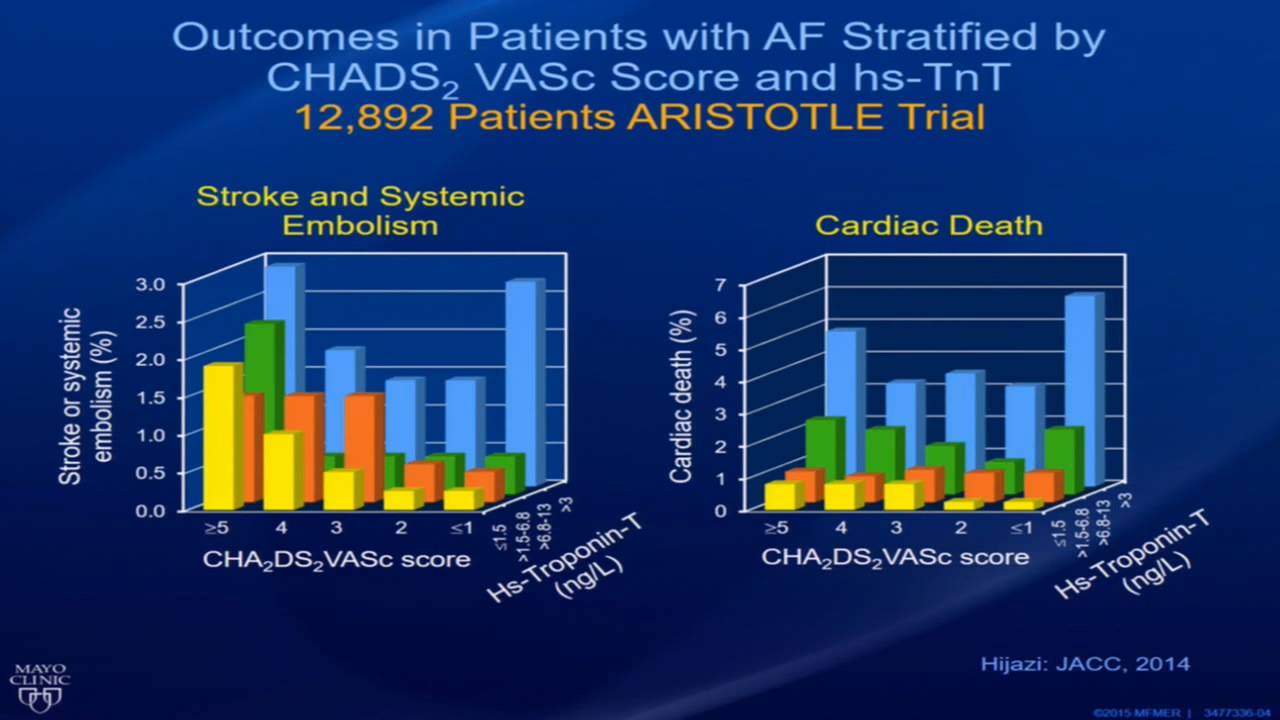 Outcomes in Patients with AF Stratified by
CHADS₂ VASc Score and hs-TnT
12,892 Patients ARISTOTLE Trial
Stroke and Systemic
Embolism
Stroke or systemic
embolism (%)
3.0
2.5
2.0
1.5
1.0
0.5
0.0
≥5
4
3
2
≤1
CHA₂DS₂VASc score
≤1.5
>1.5-6.8
>6.8-13
>3
Hs-Troponin-T
(ng/L)
Cardiac Death
Cardiac death (%)
7
6
5
4
3
2
1
0
≥5
4
3
2
≤1
CHA₂DS₂VASc score
≤1.5
>1.5-6.8
>6.8-13
>3
Hs-Troponin-T
(ng/L)
Hijazi: JACC, 2014
MAYO
CLINIC
©2015 MFMER | 3477336-04